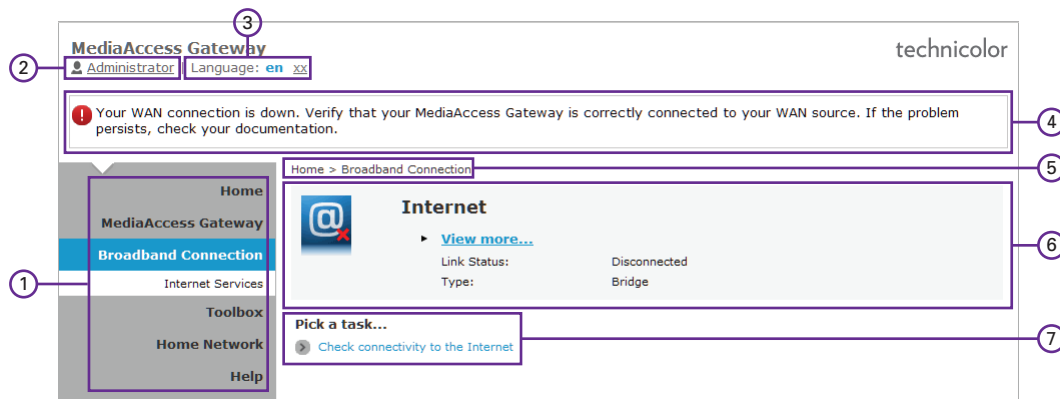 3
MediaAccess Gateway
technicolor
2
Administrator
Language: en xx
Your WAN connection is down. Verify that your MediaAccess Gateway is correctly connected to your WAN source. If the problem
persists, check your documentation.
4
Home > Broadband Connection
5
Home
MediaAccess Gateway
Broadband Connection
Internet Services
Toolbox
Home Network
Help
1
Internet
View more...
Link Status: Disconnected
Type: Bridge
6
Pick a task...
Check connectivity to the Internet
7